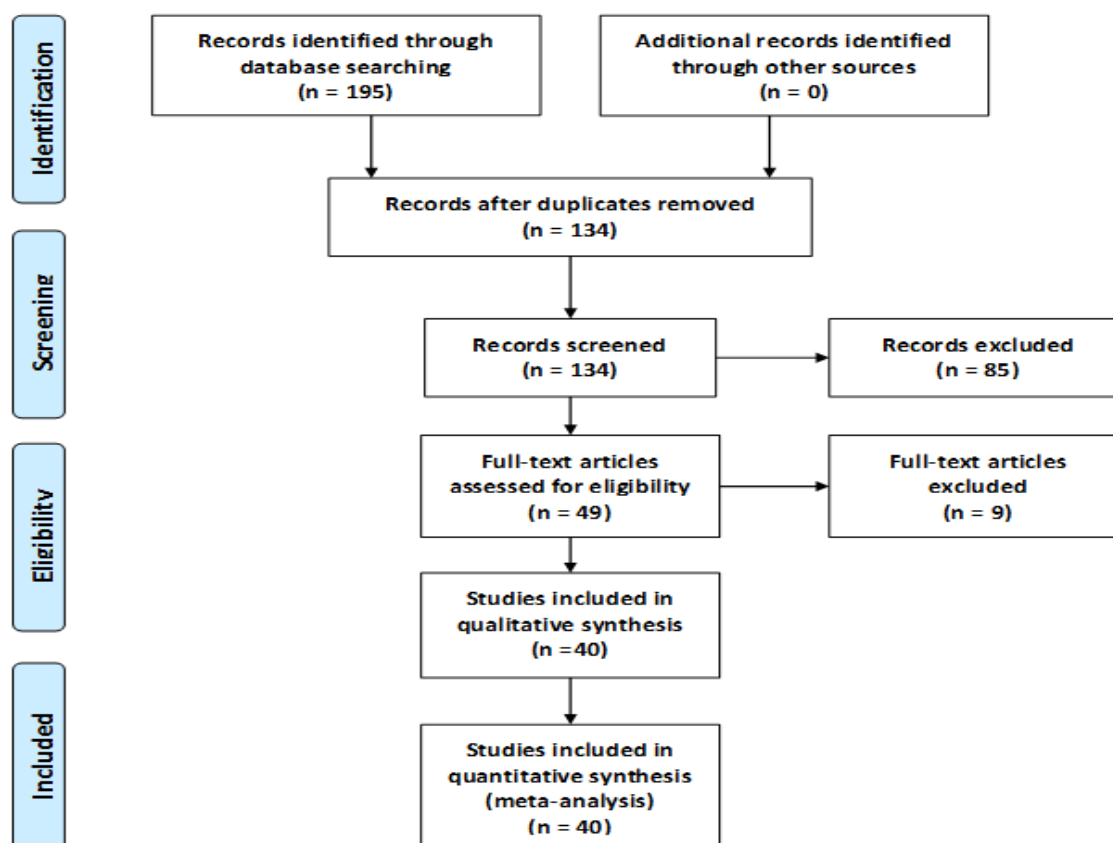 Identification
Records identified through
database searching
(n = 195)
Additional records identified
through other sources
(n = 0)
Records after duplicates removed
(n = 134)
Screening
Records screened
(n = 134)
Records excluded
(n = 85)
Eligibility
Full-text articles
assessed for eligibility
(n = 49)
Full-text articles
excluded
(n = 9)
Studies included in
qualitative synthesis
(n =40)
Included
Studies included in
quantitative synthesis
(meta-analysis)
(n = 40)